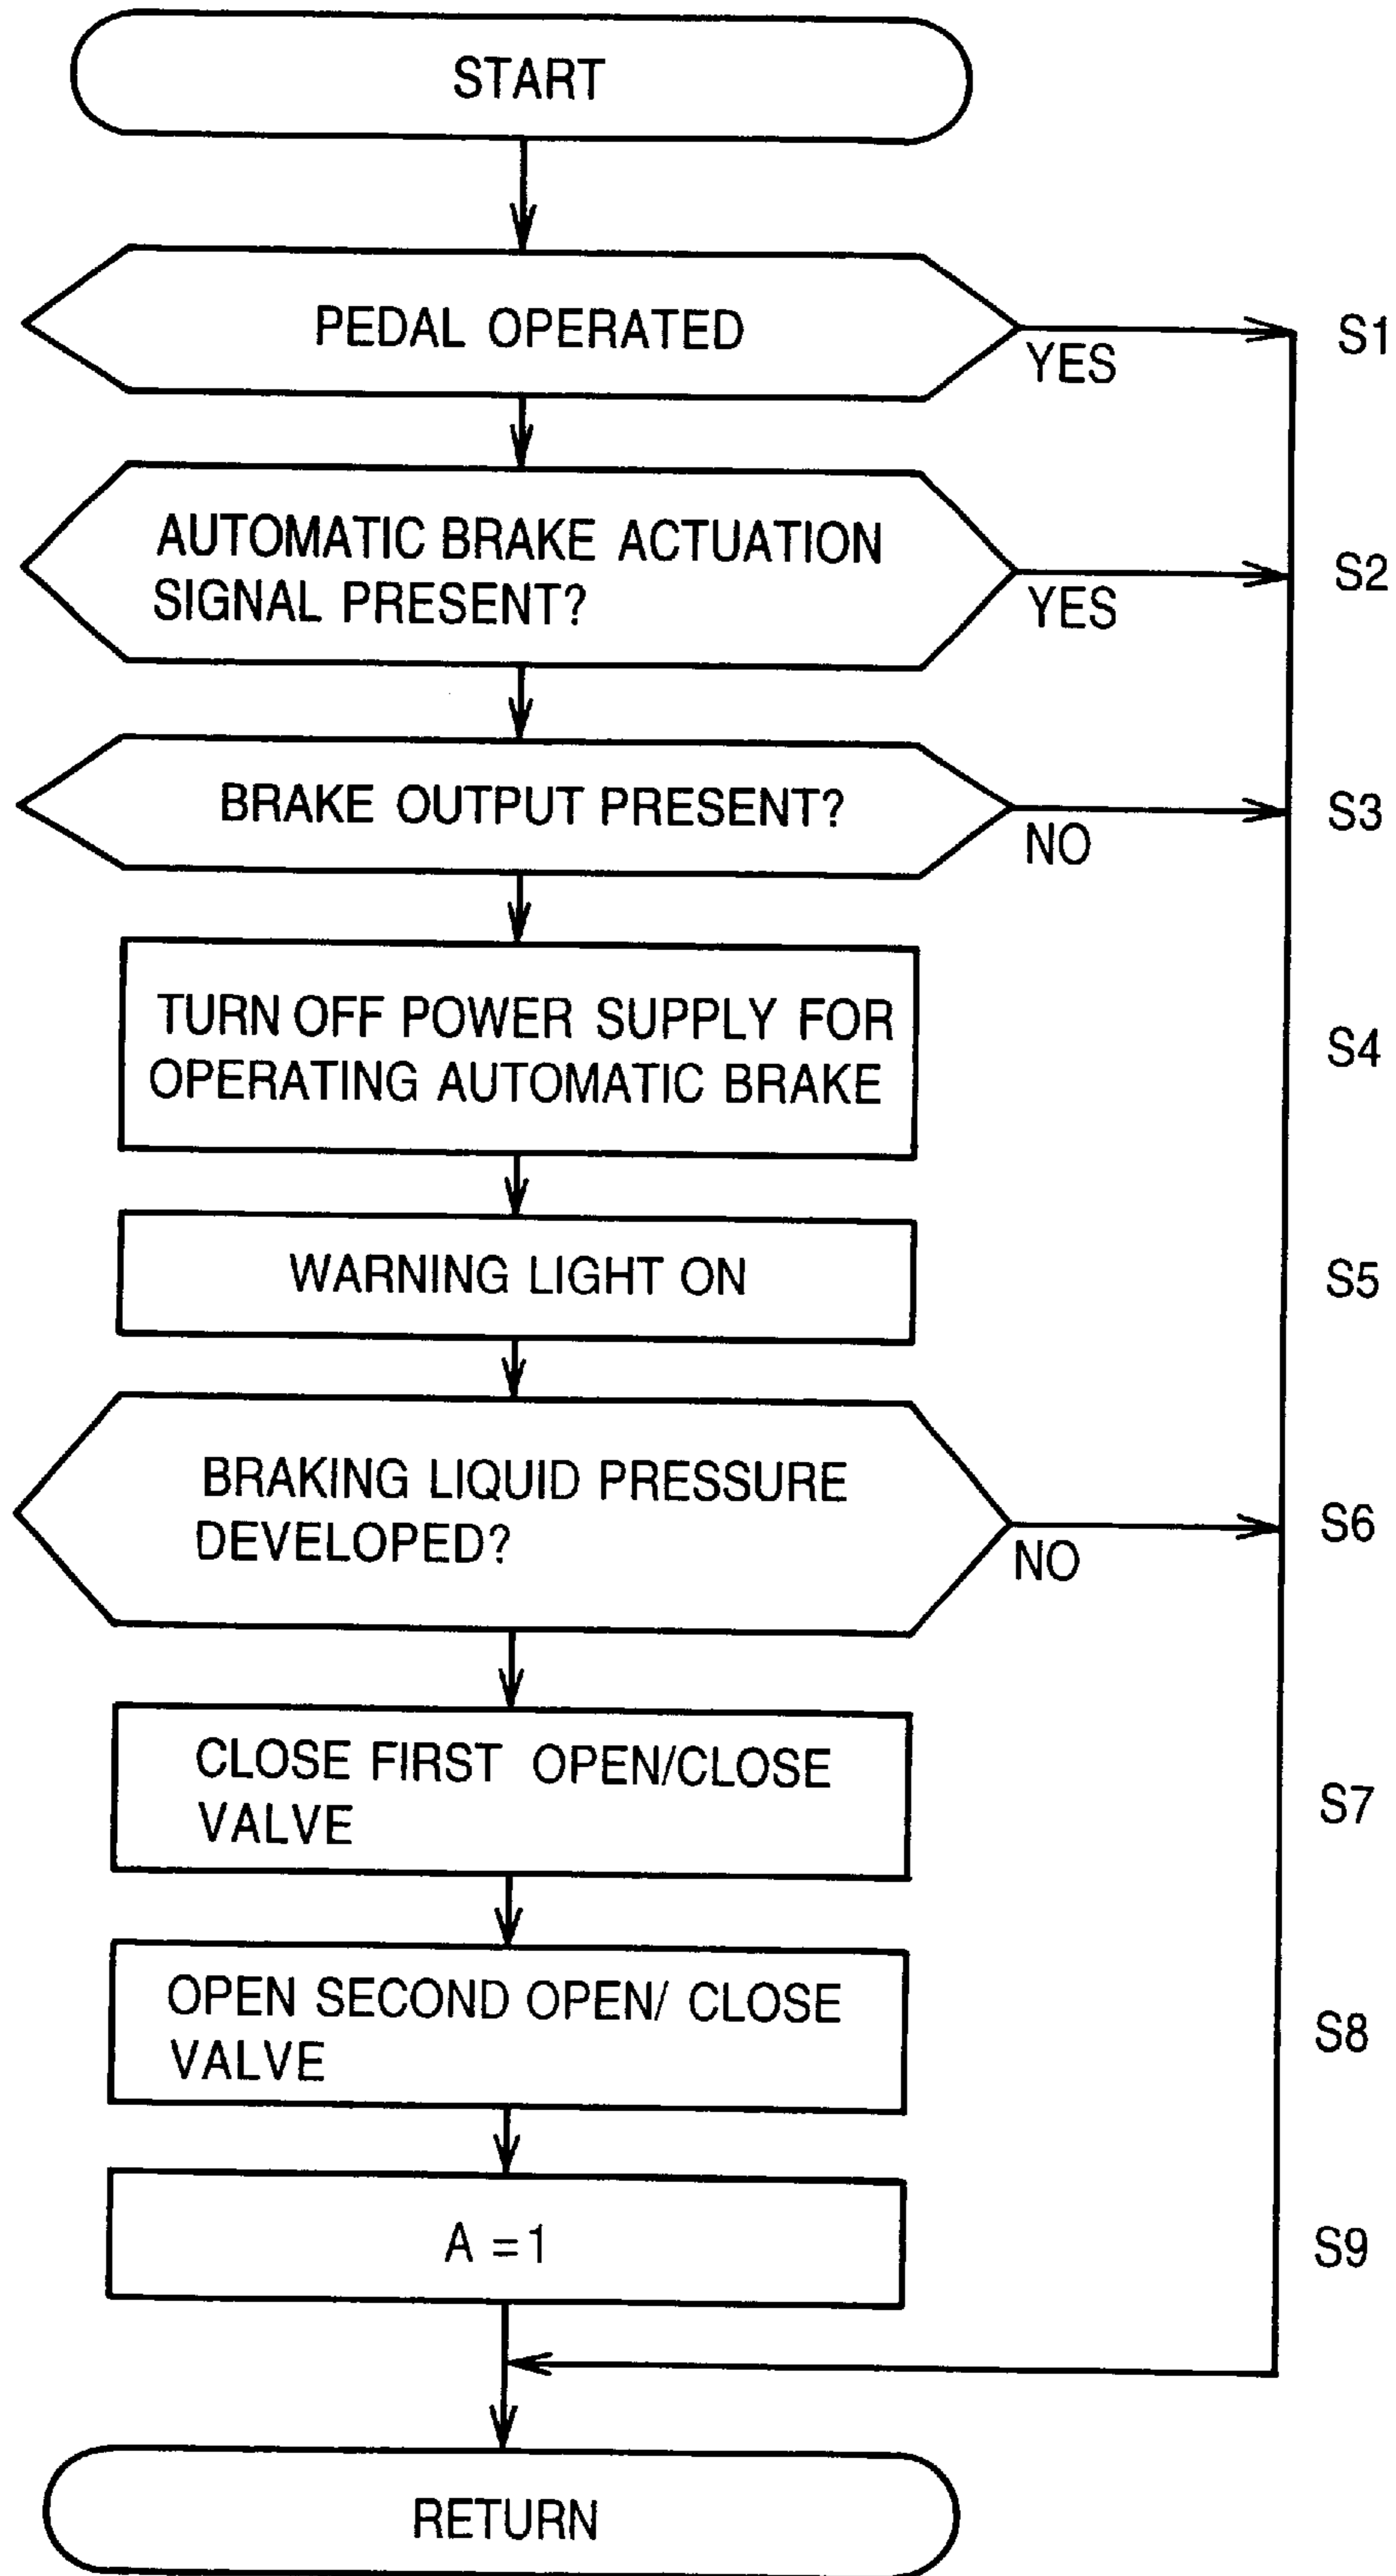 START
PEDAL OPERATED
YES
S1
AUTOMATIC BRAKE ACTUATION
SIGNAL PRESENT?
YES
S2
BRAKE OUTPUT PRESENT?
NO
S3
TURN OFF POWER SUPPLY FOR
OPERATING AUTOMATIC BRAKE
S4
WARNING LIGHT ON
S5
BRAKING LIQUID PRESSURE
DEVELOPED?
NO
S6
CLOSE FIRST OPEN/CLOSE
VALVE
S7
OPEN SECOND OPEN/ CLOSE
VALVE
S8
A =1
S9
RETURN